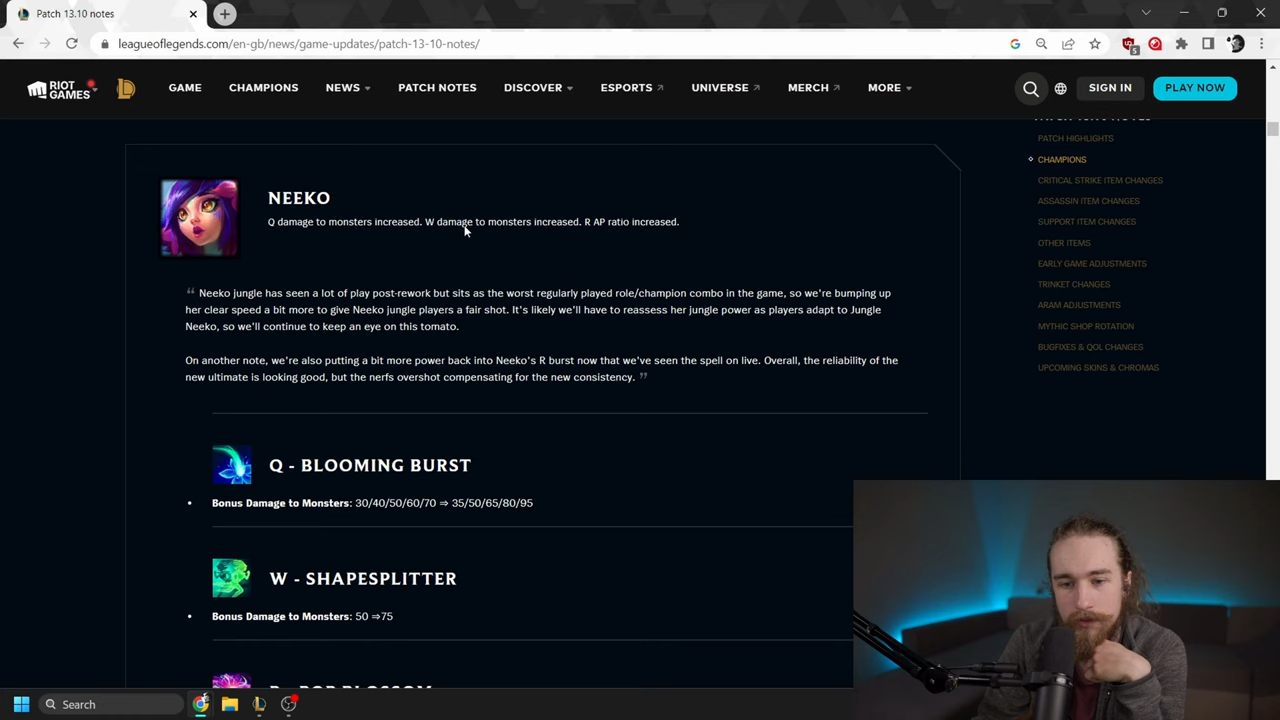 Patch 13.10 notes
leagueoflegends.com/en-gb/news/game-updates/patch-13-10-notes/
5
RIOT GAMES
GAME
CHAMPIONS
NEWS
PATCH NOTES
DISCOVER
ESPORTS
UNIVERSE
MERCH
MORE
SIGN IN
PLAY NOW
PATCH HIGHLIGHTS
CHAMPIONS
CRITICAL STRIKE ITEM CHANGES
ASSASSIN ITEM CHANGES
SUPPORT ITEM CHANGES
OTHER ITEMS
EARLY GAME ADJUSTMENTS
TRINKET CHANGES
ARAM ADJUSTMENTS
MYTHIC SHOP ROTATION
BUGFIXES & QOL CHANGES
UPCOMING SKINS & CHROMAS
NEEKO
Q damage to monsters increased. W damage to monsters increased. R AP ratio increased.
“ Neeko jungle has seen a lot of play post-rework but sits as the worst regularly played role/champion combo in the game, so we're bumping up
her clear speed a bit more to give Neeko jungle players a fair shot. It's likely we'll have to reassess her jungle power as players adapt to Jungle
Neeko, so we'll continue to keep an eye on this tomato.
On another note, we're also putting a bit more power back into Neeko's R burst now that we've seen the spell on live. Overall, the reliability of the
new ultimate is looking good, but the nerfs overshot compensating for the new consistency. ”
Q - BLOOMING BURST
• Bonus Damage to Monsters: 30/40/50/60/70 ⇒ 35/50/65/80/95
W - SHAPESPLITTER
• Bonus Damage to Monsters: 50 ⇒75
Search